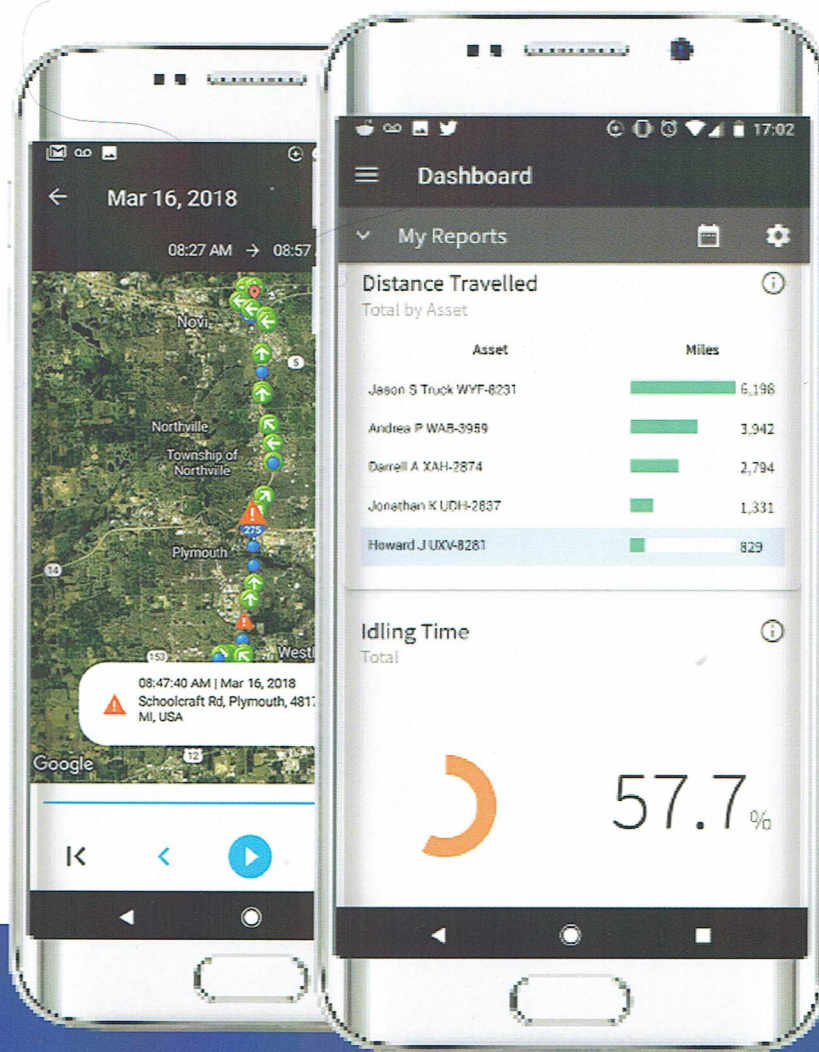 Mar 16, 2018
08:27 AM → 08:57
Novi
5
Northville
Township of
Northville
275
Plymouth
14
153
West
08:47:40 AM | Mar 16, 2018
Schoolcraft Rd, Plymouth, 481
MI, USA
Google
12
17:02
Dashboard
My Reports
Distance Travelled
Total by Asset
Asset Miles
Jason S Truck WYF-8231 6,198
Andrea P WAB-3959 3,942
Darrell A XAH-2874 2,794
Jonathan K UDH-2837 1,331
Howard J UXV-8281 829
Idling Time
Total
57.7%